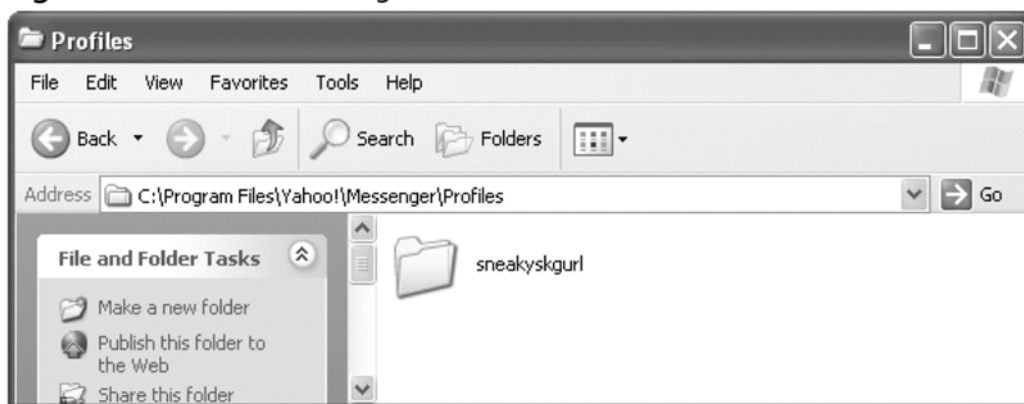 Profiles
File Edit View Favorites Tools Help
Back Search Folders
Address C:\Program Files\Yahoo!\Messenger\Profiles Go
File and Folder Tasks
sneakyskgurl
Make a new folder
Publish this folder to
the Web
Share this folder